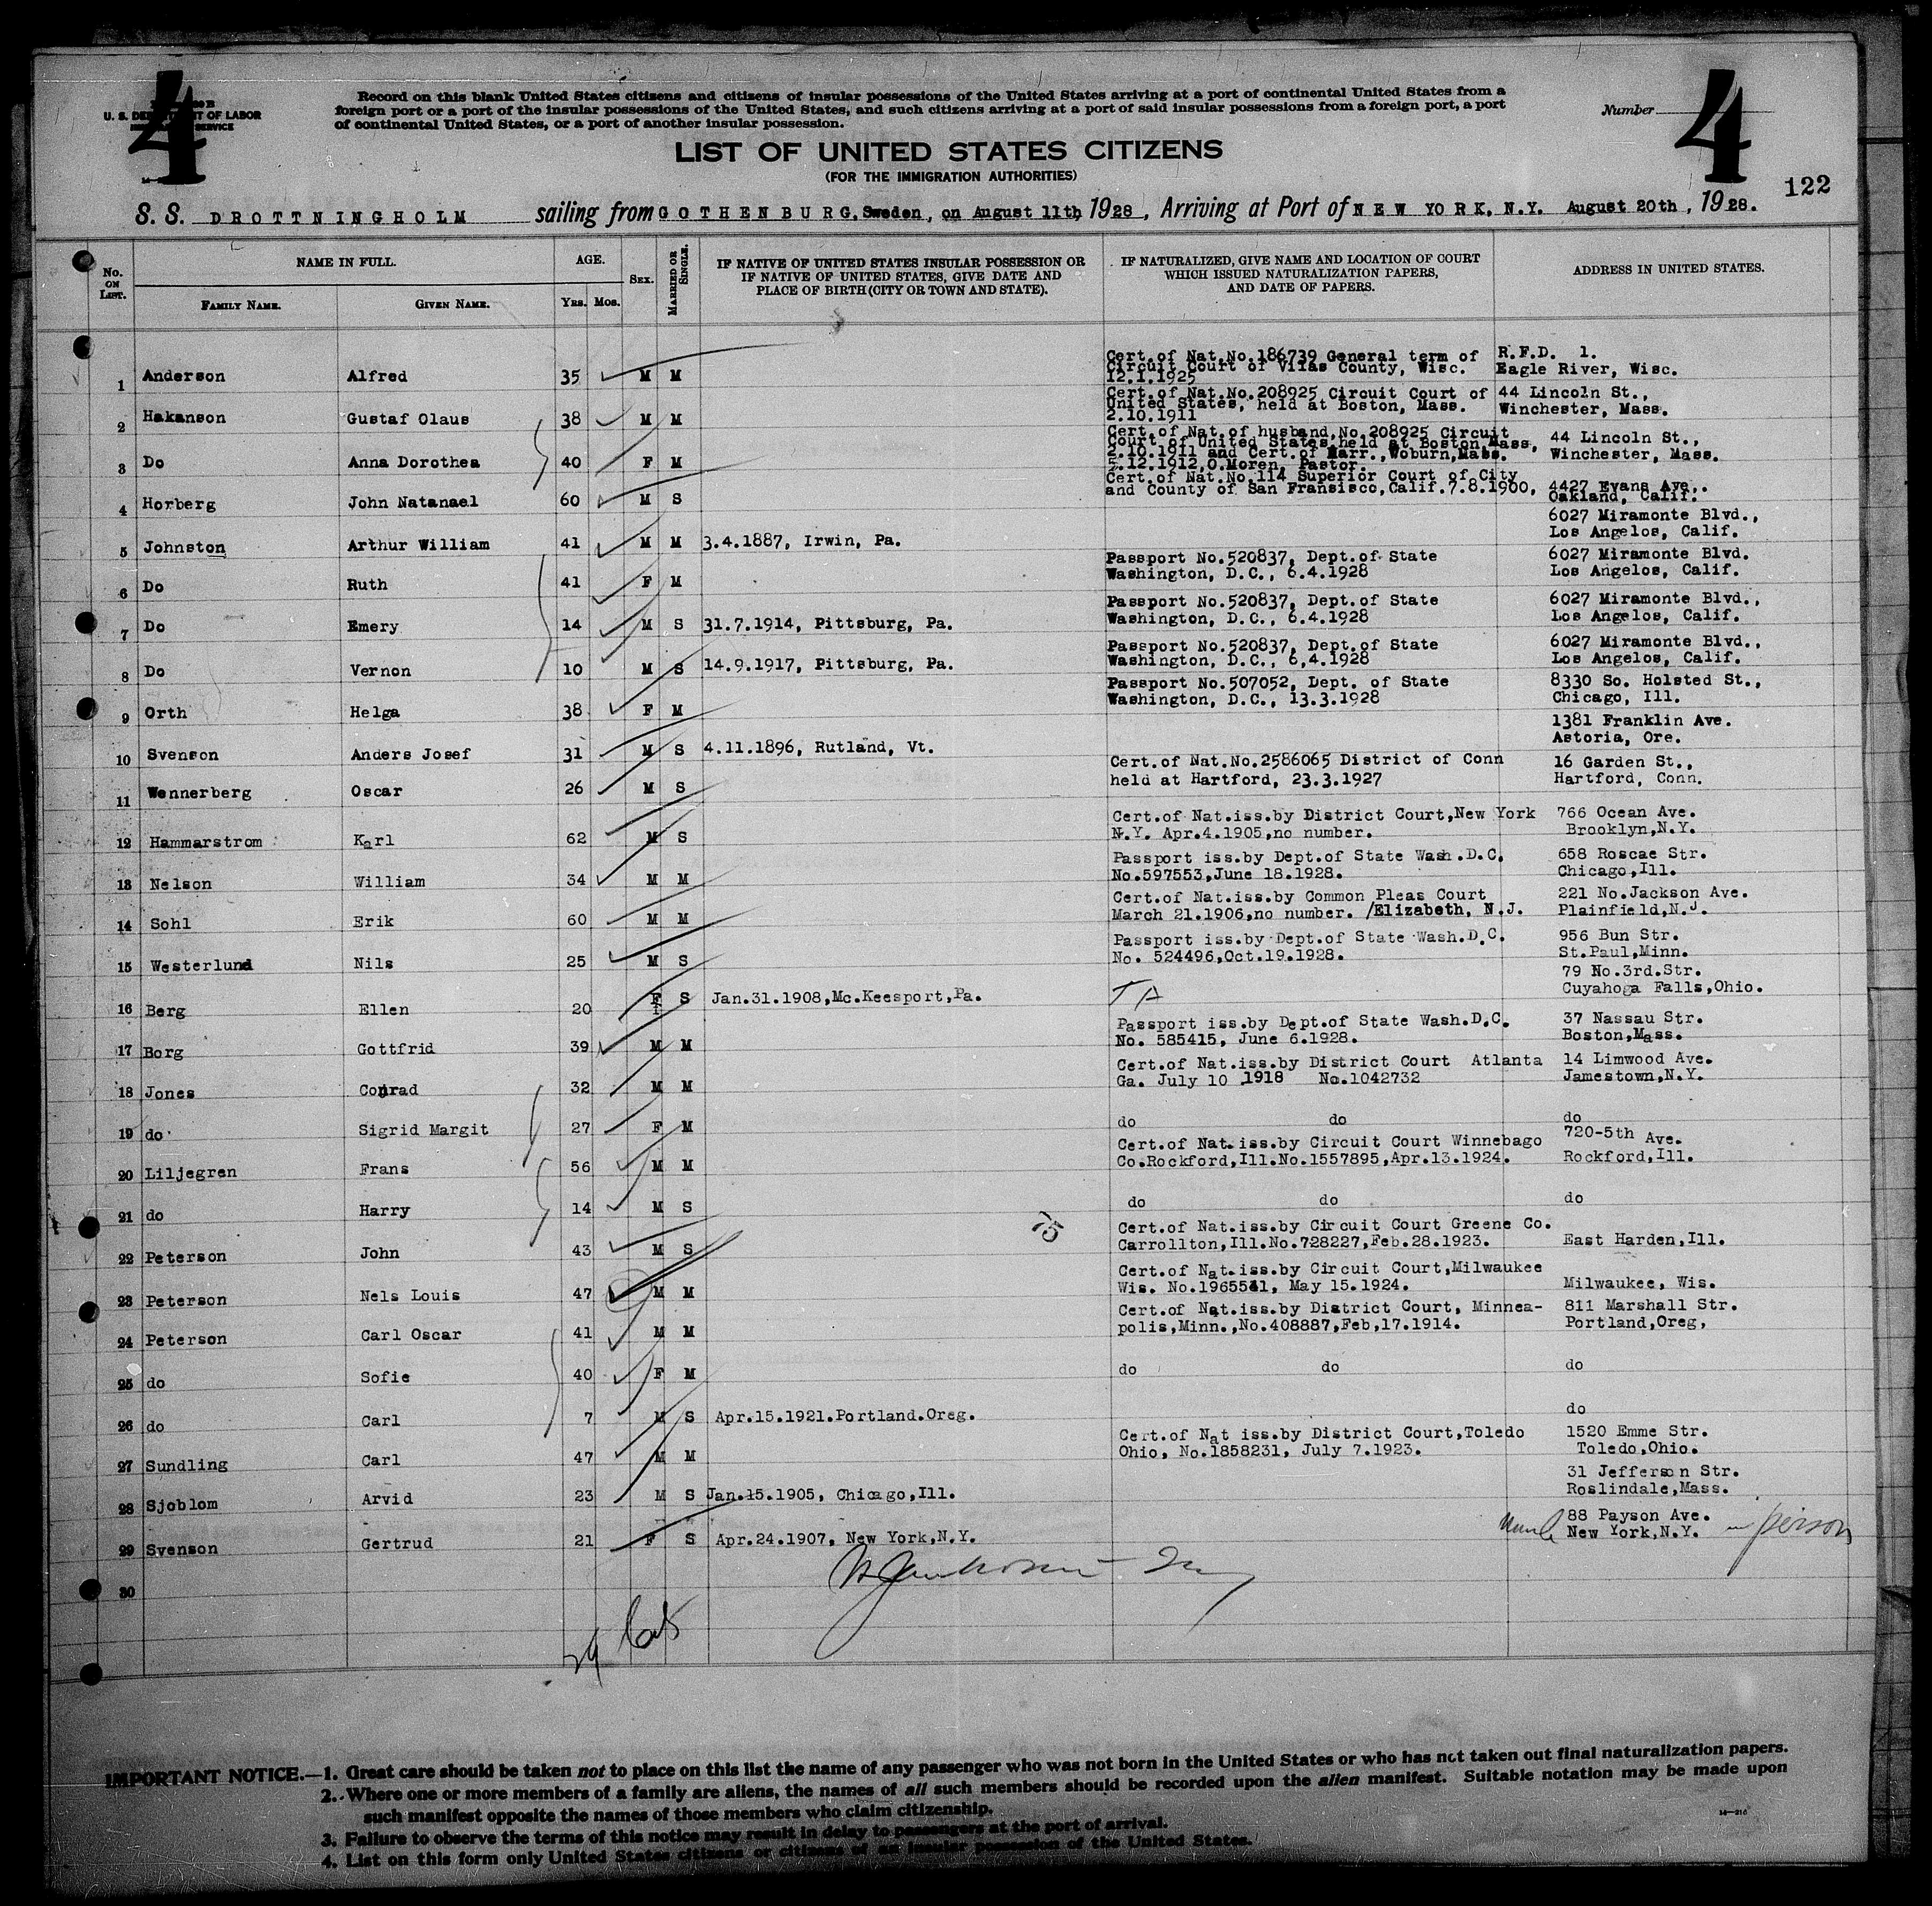 4
4
U. S. DEPARTMENT OF LABOR
SERVICE
Record on this blank United States citizens and citizens of insular possessions of the United States arriving at a port of continental United States from a
foreign port or a port of the insular possessions of the United States, and such citizens arriving at a port of said insular possessions from a foreign port, a port
of continental United States, or a port of another insular possession.
Number
LIST OF UNITED STATES CITIZENS
(FOR THE IMMIGRATION AUTHORITIES)
122
S. S. DROTTNINGHOLM sailing from GOTHENBURG, Sweden, on August 11th, 1928, Arriving at Port of NEW YORK, N.Y. August 20th, 1928.
No. ON LIST.
NAME IN FULL.
FAMILY NAME. GIVEN NAME.
AGE.
YRS. MOS.
SEX.
MARRIED OR SINGLE.
IF NATIVE OF UNITED STATES INSULAR POSSESSION OR
IF NATIVE OF UNITED STATES, GIVE DATE AND
PLACE OF BIRTH (CITY OR TOWN AND STATE).
IF NATURALIZED, GIVE NAME AND LOCATION OF COURT
WHICH ISSUED NATURALIZATION PAPERS,
AND DATE OF PAPERS.
ADDRESS IN UNITED STATES.
1 Anderson Alfred 35 M M Cert.of Nat.No.186739 General term of
Circuit Court of Vilas County, Wisc.
12.1.1925
R.F.D. 1.
Eagle River, Wisc.
2 Hakanson Gustaf Olaus 38 M M Cert.of Nat.No.208925 Circuit Court of
United States, held at Boston, Mass.
2.10.1911
44 Lincoln St.,
Winchester, Mass.
3 Do Anna Dorothea 40 F M Cert.of Nat.of husband,No.208925 Circuit
Court of United States,held at Boston,Mass,
2.10.1911 and Cert.of Marr.,Woburn,Mass.
5.12.1912,O.Moren, Pastor.
44 Lincoln St.,
Winchester, Mass.
4 Horberg John Natanael 60 M S Cert.of Nat.No.114 Superior Court of City
and County of San Fransisco,Calif.7.8.1900,
4427 Evans Ave,.
Oakland, Calif.
5 Johnston Arthur William 41 M M 3.4.1887, Irwin, Pa.
6027 Miramonte Blvd.,
Los Angelos, Calif.
6 Do Ruth 41 F M Passport No.520837, Dept.of State
Washington, D.C., 6.4.1928
6027 Miramonte Blvd.
Los Angelos, Calif.
7 Do Emery 14 M S 31.7.1914, Pittsburg, Pa. Passport No.520837, Dept.of State
Washington, D.C., 6.4.1928
6027 Miramonte Blvd.,
Los Angelos, Calif.
8 Do Vernon 10 M S 14.9.1917, Pittsburg, Pa. Passport No.520837, Dept.of State
Washington, D.C., 6,4.1928
6027 Miramonte Blvd.,
Los Angelos, Calif.
9 Orth Helga 38 F M Passport No.507052, Dept. of State
Washington, D.C., 13.3.1928
8330 So. Holsted St.,
Chicago, Ill.
10 Svenson Anders Josef 31 M S 4.11.1896, Rutland, Vt.
1381 Franklin Ave.
Astoria, Ore.
11 Wennerberg Oscar 26 M S Cert.of Nat.No.2586065 District of Conn
held at Hartford, 23.3.1927
16 Garden St.,
Hartford, Conn.
12 Hammarstrom Karl 62 M S Cert.of Nat.iss.by District Court,New York
N.Y. Apr.4.1905,no number.
766 Ocean Ave.
Brooklyn,N.Y.
13 Nelson William 34 M M Passport iss.by Dept.of State Wash.D.C.
No.597553,June 18.1928.
658 Roscae Str.
Chicago,Ill.
14 Sohl Erik 60 M M Cert.of Nat.iss.by Common Pleas Court
March 21.1906,no number. /Elizabeth, N.J.
221 No.Jackson Ave.
Plainfield,N.J.
15 Westerlund Nils 25 M S Passport iss.by Dept.of State Wash.D.C.
No. 524496,Oct.19.1928.
956 Bun Str.
St.Paul,Minn.
16 Berg Ellen 20 F S Jan.31.1908,Mc.Keesport,Pa. TA
79 No.3rd.Str.
Cuyahoga Falls,Ohio.
17 Borg Gottfrid 39 M M Passport iss.by Dept.of State Wash.D.C.
No. 585415, June 6.1928.
37 Nassau Str.
Boston,Mass.
18 Jones Conrad 32 M M Cert.of Nat.iss.by District Court Atlanta
Ga. July 10 1918 No.1042732
14 Limwood Ave.
Jamestown,N.Y.
19 do Sigrid Margit 27 F M do do do
20 Liljegren Frans 56 M M Cert.of Nat.iss.by Circuit Court Winnebago
Co.Rockford,Ill.No.1557895,Apr.13.1924.
720-5th Ave.
Rockford,Ill.
21 do Harry 14 M S do do do
75
22 Peterson John 43 M S Cert.of Nat.iss.by Circuit Court Greene Co.
Carrollton,Ill.No.728227,Feb.28.1923.
East Harden,Ill.
23 Peterson Nels Louis 47 M M Cert.of Nat.iss.by Circuit Court,Milwaukee
Wis. No.1965541, May 15.1924.
Milwaukee, Wis.
24 Peterson Carl Oscar 41 M M Cert.of Nat.iss.by District Court, Minnea-
polis,Minn.,No.408887,Feb,17.1914.
811 Marshall Str.
Portland,Oreg,
25 do Sofie 40 F M do do do
26 do Carl 7 M S Apr.15.1921.Portland.Oreg. do
27 Sundling Carl 47 M M Cert.of Nat iss.by District Court,Toledo
Ohio, No.1858231, July 7.1923.
1520 Emme Str.
Toledo,Ohio.
28 Sjoblom Arvid 23 M S Jan.15.1905, Chicago,Ill.
31 Jefferson Str.
Roslindale,Mass.
29 Svenson Gertrud 21 F S Apr.24.1907, New York,N.Y.
88 Payson Ave.
New York,N.Y. in person
30
IMPORTANT NOTICE.—1. Great care should be taken not to place on this list the name of any passenger who was not born in the United States or who has not taken out final naturalization papers.
2. Where one or more members of a family are aliens, the names of all such members should be recorded upon the alien manifest. Suitable notation may be made upon
such manifest opposite the names of those members who claim citizenship.
14—216
3. Failure to observe the terms of this notice may result in delay to passengers at the port of arrival.
4. List on this form only United States citizens or citizens of an insular possession of the United States.